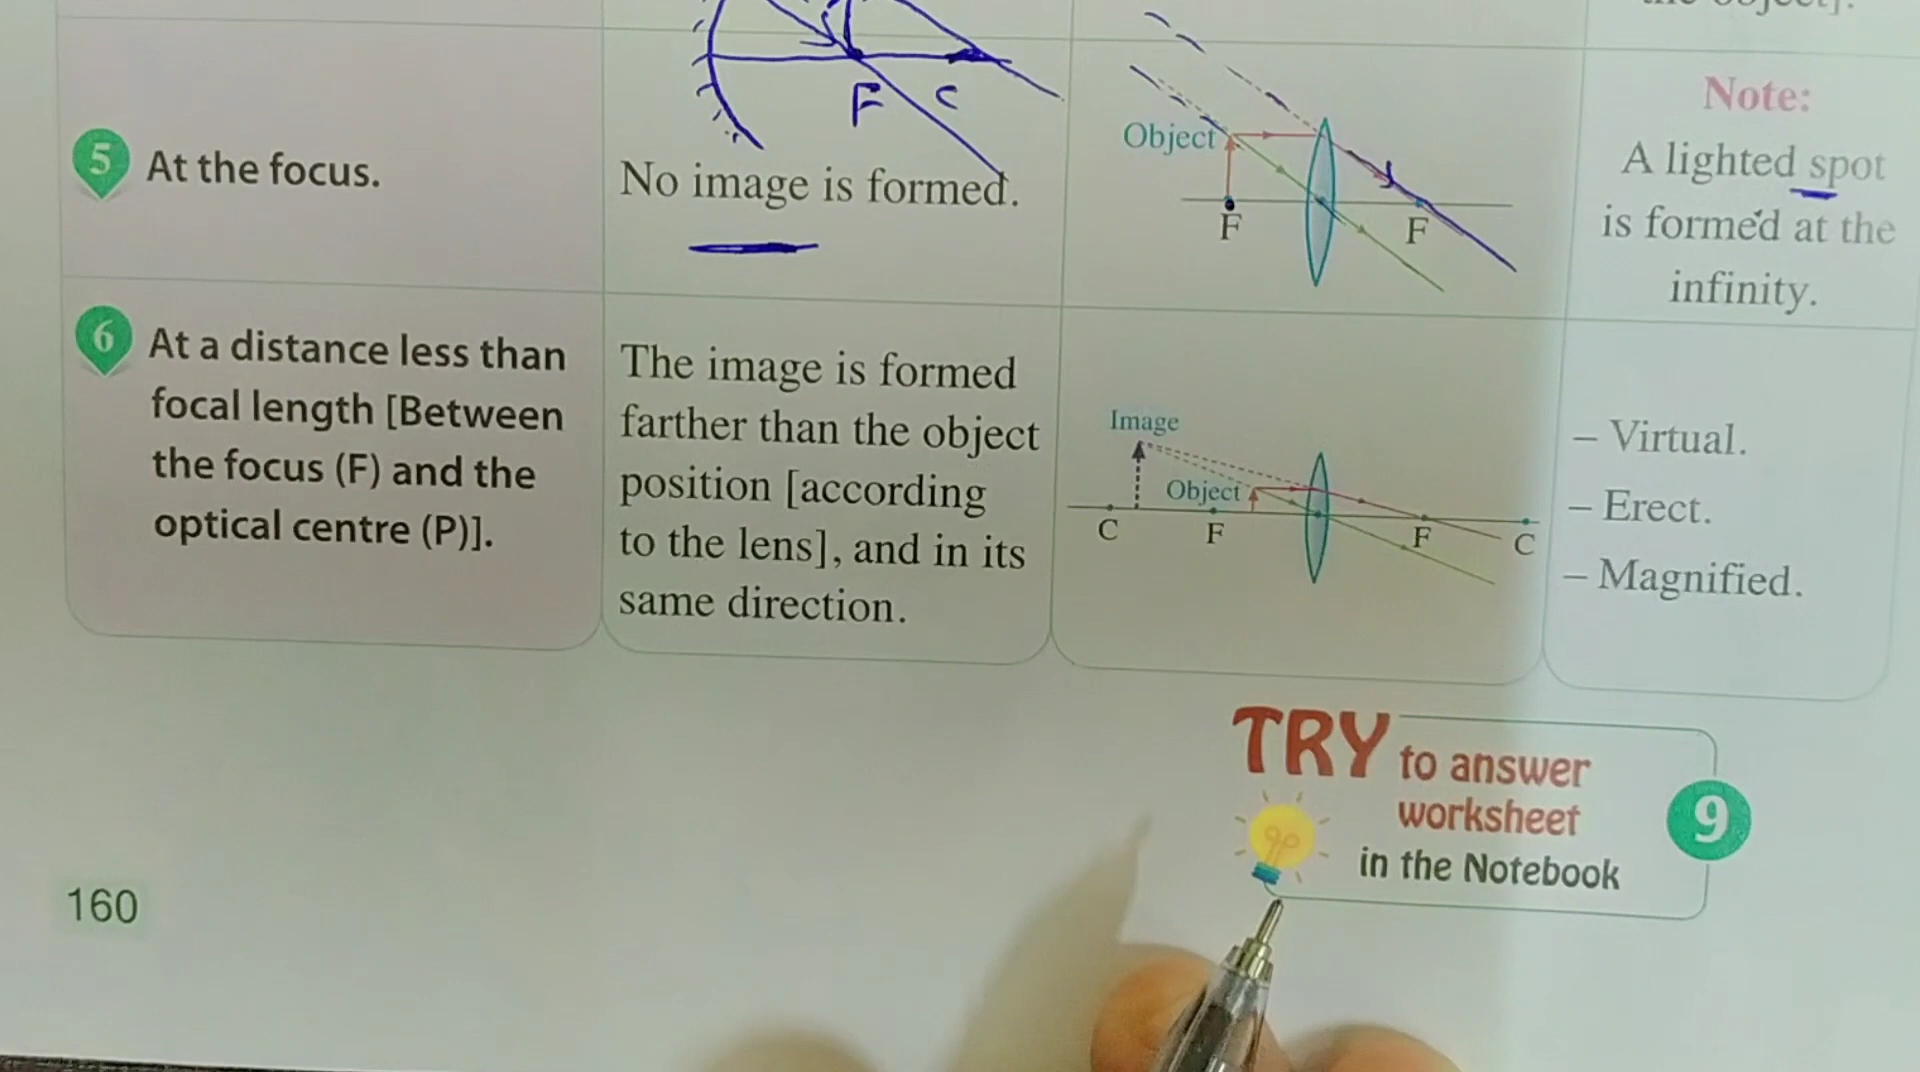 the object].
F
C
5
At the focus.
No image is formed.
Object
F
F
Note:
A lighted spot
is formed at the
infinity.
6
At a distance less than
focal length [Between
the focus (F) and the
optical centre (P)].
The image is formed
farther than the object
position [according
to the lens], and in its
same direction.
Image
Object
C
F
F
C
– Virtual.
– Erect.
– Magnified.
TRY to answer
worksheet
in the Notebook
9
160